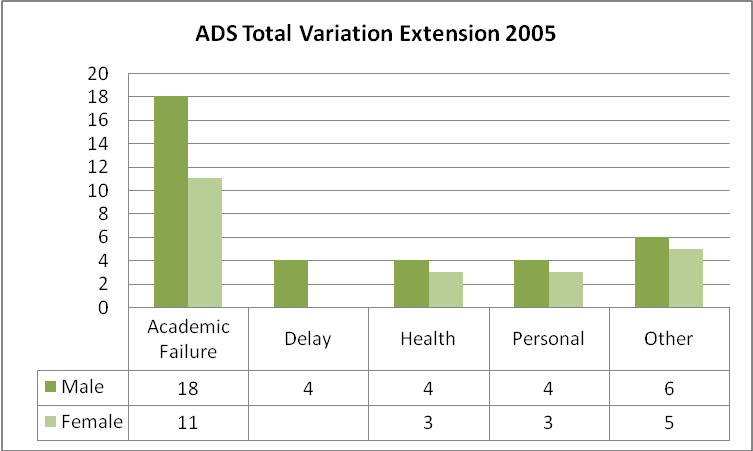 ADS Total Variation Extension 2005
20
18
16
14
12
10
8
6
4
2
0
Academic Failure Delay Health Personal Other
Male 18 4 4 4 6
Female 11 3 3 5